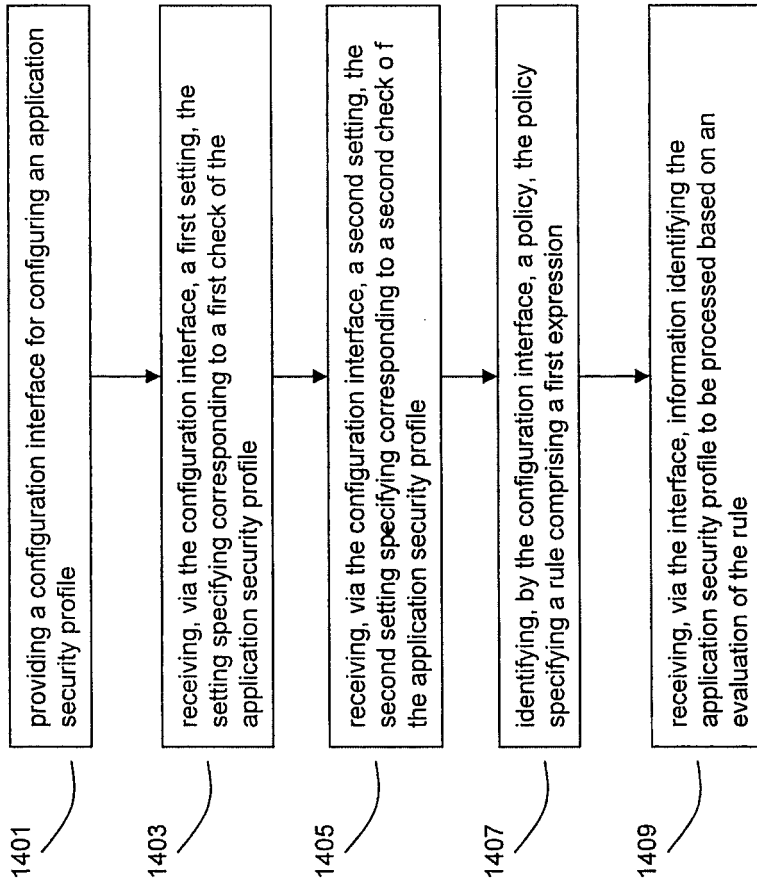 1401
providing a configuration interface for configuring an application
security profile
1403
receiving, via the configuration interface, a first setting, the
setting specifying corresponding to a first check of the
application security profile
1405
receiving, via the configuration interface, a second setting, the
second setting specifying corresponding to a second check o f
the application security profile
1407
identifying, by the configuration interface, a policy, the policy
specifying a rule comprising a first expression
1409
receiving, via the interface, information identifying the
application security profile to be processed based on an
evaluation of the rule